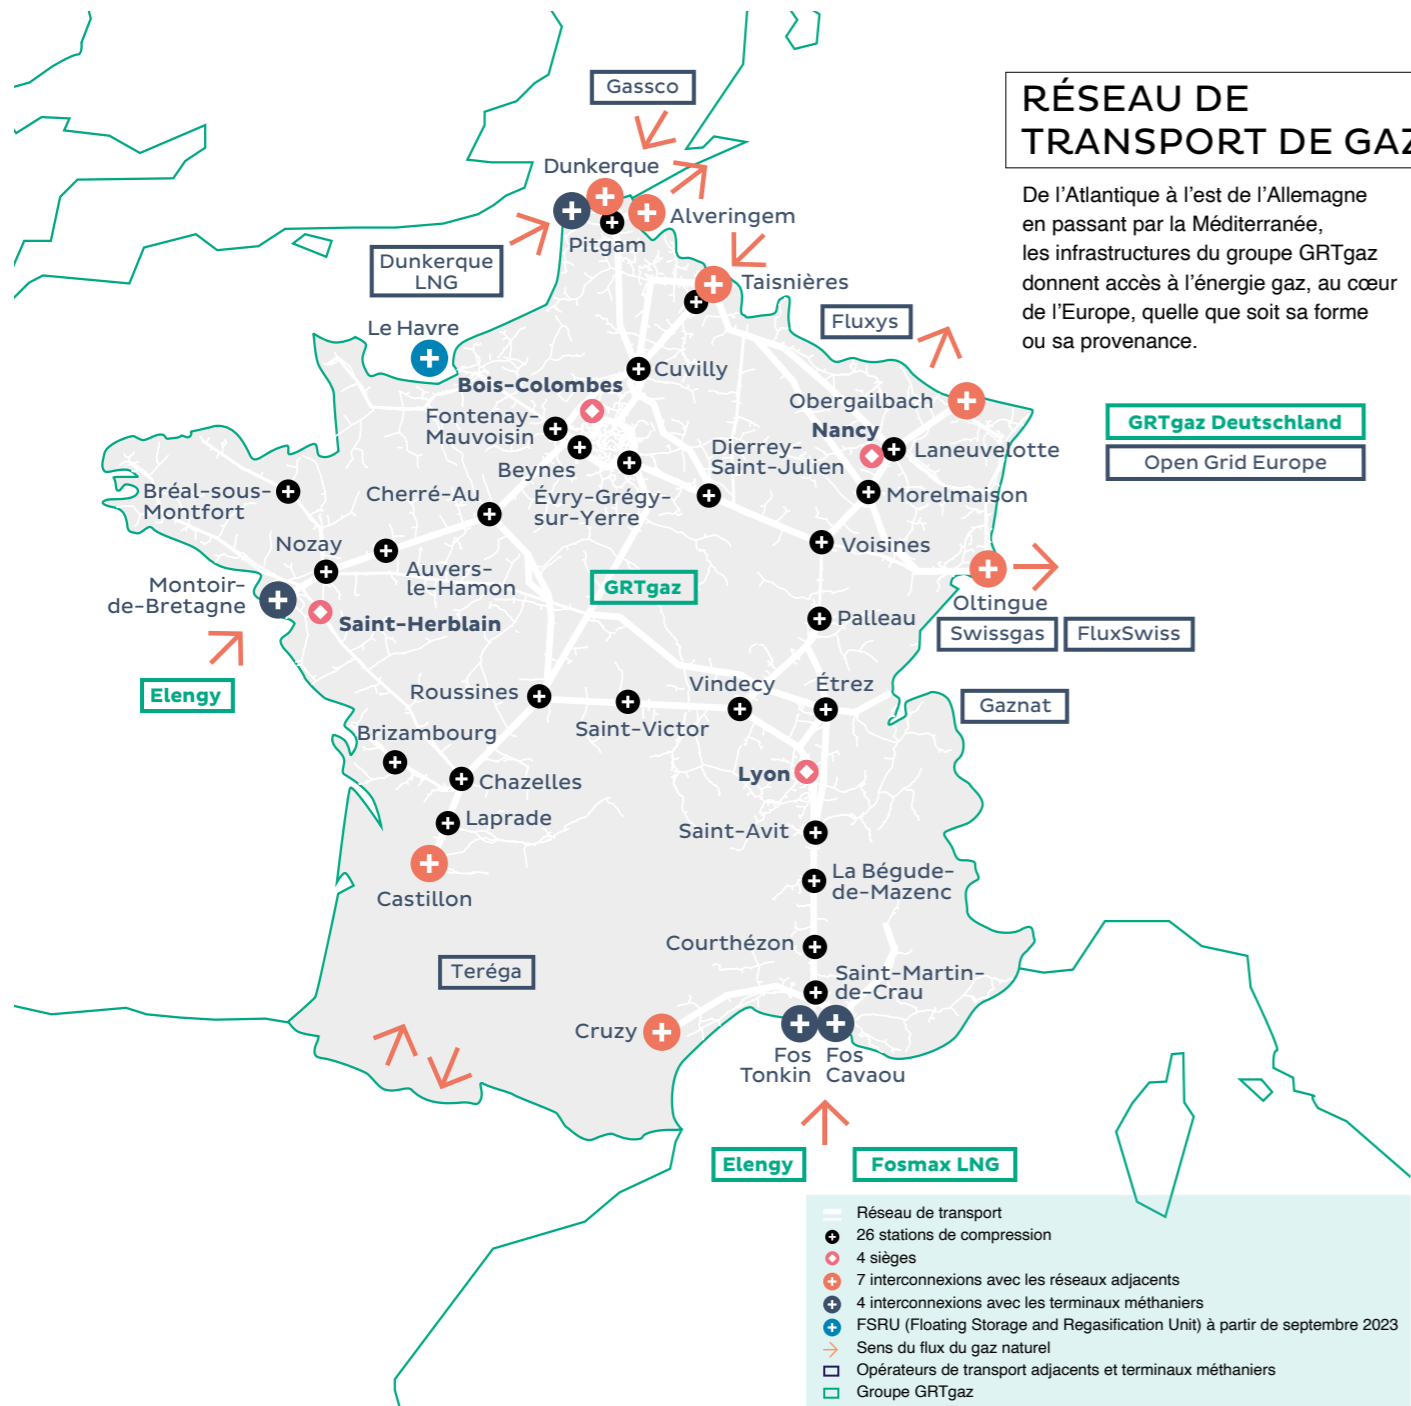 RÉSEAU DE
TRANSPORT DE GAZ
De l’Atlantique à l’est de l’Allemagne
en passant par la Méditerranée,
les infrastructures du groupe GRTgaz
donnent accès à l’énergie gaz, au cœur
de l’Europe, quelle que soit sa forme
ou sa provenance.
Gassco
Dunkerque
Alveringem
Pitgam
Dunkerque
LNG
Taisnières
Le Havre
Fluxys
Cuvilly
Bois-Colombes
Obergailbach
Fontenay-
Mauvoisin
Nancy
GRTgaz Deutschland
Open Grid Europe
Beynes
Dierrey-
Saint-Julien
Laneuvelotte
Bréal-sous-
Montfort
Cherré-Au
Évry-Grégy-
sur-Yerre
Morelmaison
Nozay
Auvers-
le-Hamon
Voisines
Montoir-
de-Bretagne
GRTgaz
Oltingue
Saint-Herblain
Palleau
Swissgas
FluxSwiss
Elengy
Roussines
Vindecy
Étrez
Gaznat
Saint-Victor
Brizambourg
Chazelles
Lyon
Laprade
Saint-Avit
Castillon
La Bégude-
de-Mazenc
Courthézon
Teréga
Saint-Martin-
de-Crau
Cruzy
Fos
Tonkin
Fos
Cavaou
Elengy
Fosmax LNG
Réseau de transport
26 stations de compression
4 sièges
7 interconnexions avec les réseaux adjacents
4 interconnexions avec les terminaux méthaniers
FSRU (Floating Storage and Regasification Unit) à partir de septembre 2023
Sens du flux du gaz naturel
Opérateurs de transport adjacents et terminaux méthaniers
Groupe GRTgaz